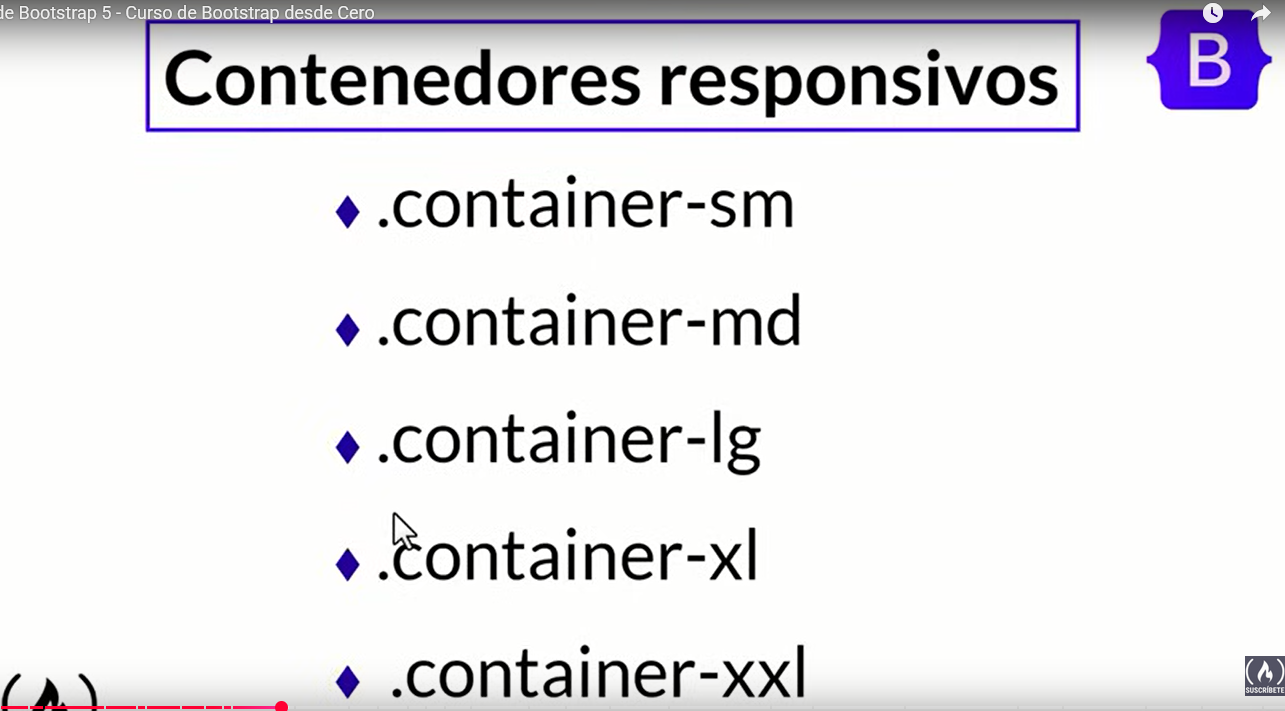 de Bootstrap 5 - Curso de Bootstrap desde Cero
Contenedores responsivos
B
.container-sm
.container-md
.container-lg
.container-xl
.container-xxl
SUSCRÍBETE